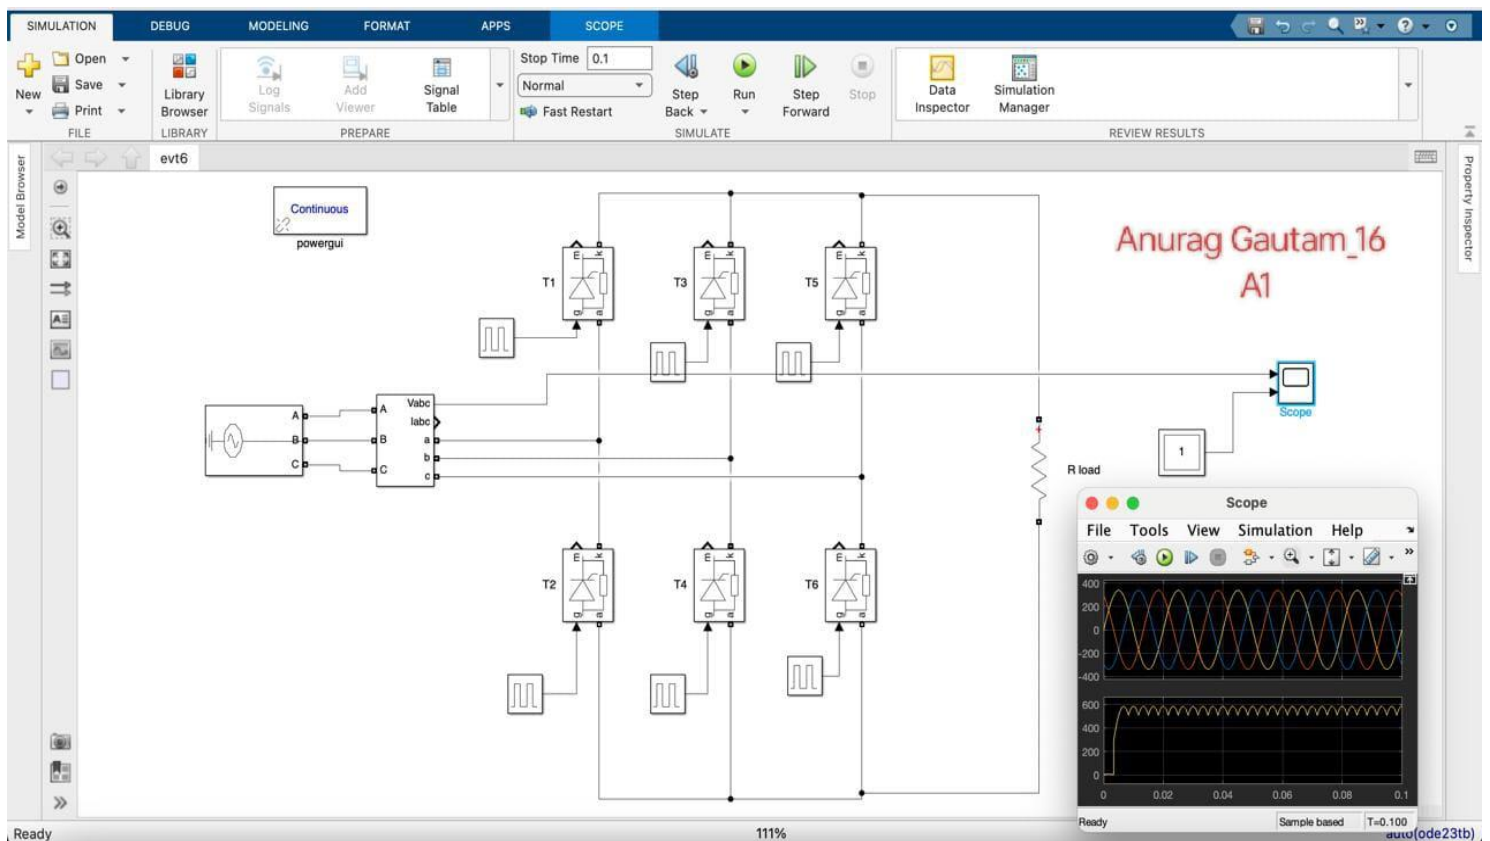 SIMULATION DEBUG MODELING FORMAT APPS SCOPE
New
Open
Save
Print
FILE
Library Browser
LIBRARY
Log Signals
Add Viewer
Signal Table
PREPARE
Stop Time 0.1
Normal
Fast Restart
Step Back
Run
Step Forward
Stop
SIMULATE
Data Inspector
Simulation Manager
REVIEW RESULTS
Model Browser
evt6
Property Inspector
Continuous
powergui
Anurag Gautam_16
A1
m k
T1
g a
m k
T3
g a
m k
T5
g a
A
B
C
A
B
C
Vabc
Iabc
a
b
c
Scope
1
R load
+
m k
T2
g a
m k
T4
g a
m k
T6
g a
Scope
File Tools View Simulation Help
400
200
0
-200
-400
600
400
200
0
0 0.02 0.04 0.06 0.08 0.1
Ready Sample based T=0.100
Ready 111% auto(ode23tb)